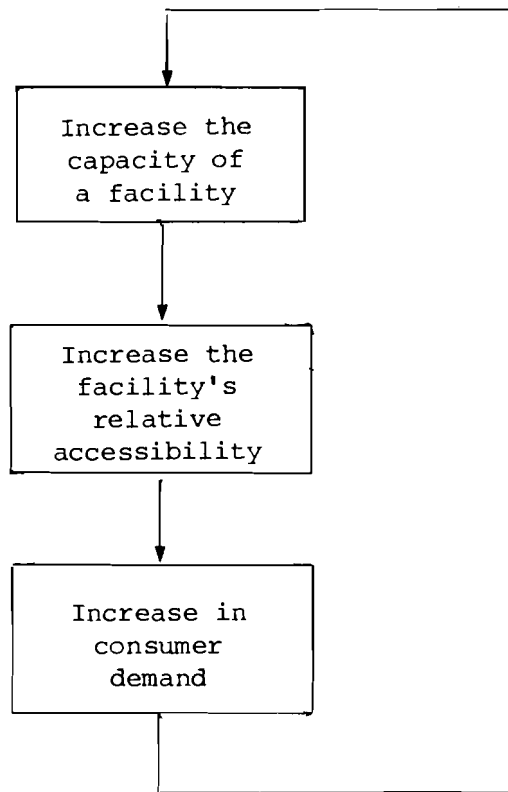 Increase the
capacity of
a facility
Increase the
facility's
relative
accessibility
Increase in
consumer
demand